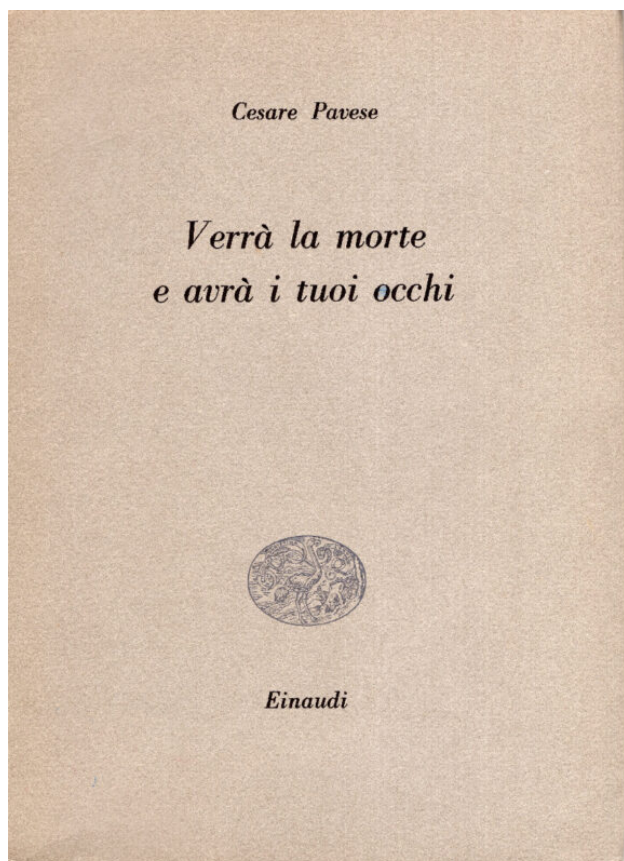 Cesare Pavese
Verrà la morte
e avrà i tuoi occhi
Einaudi